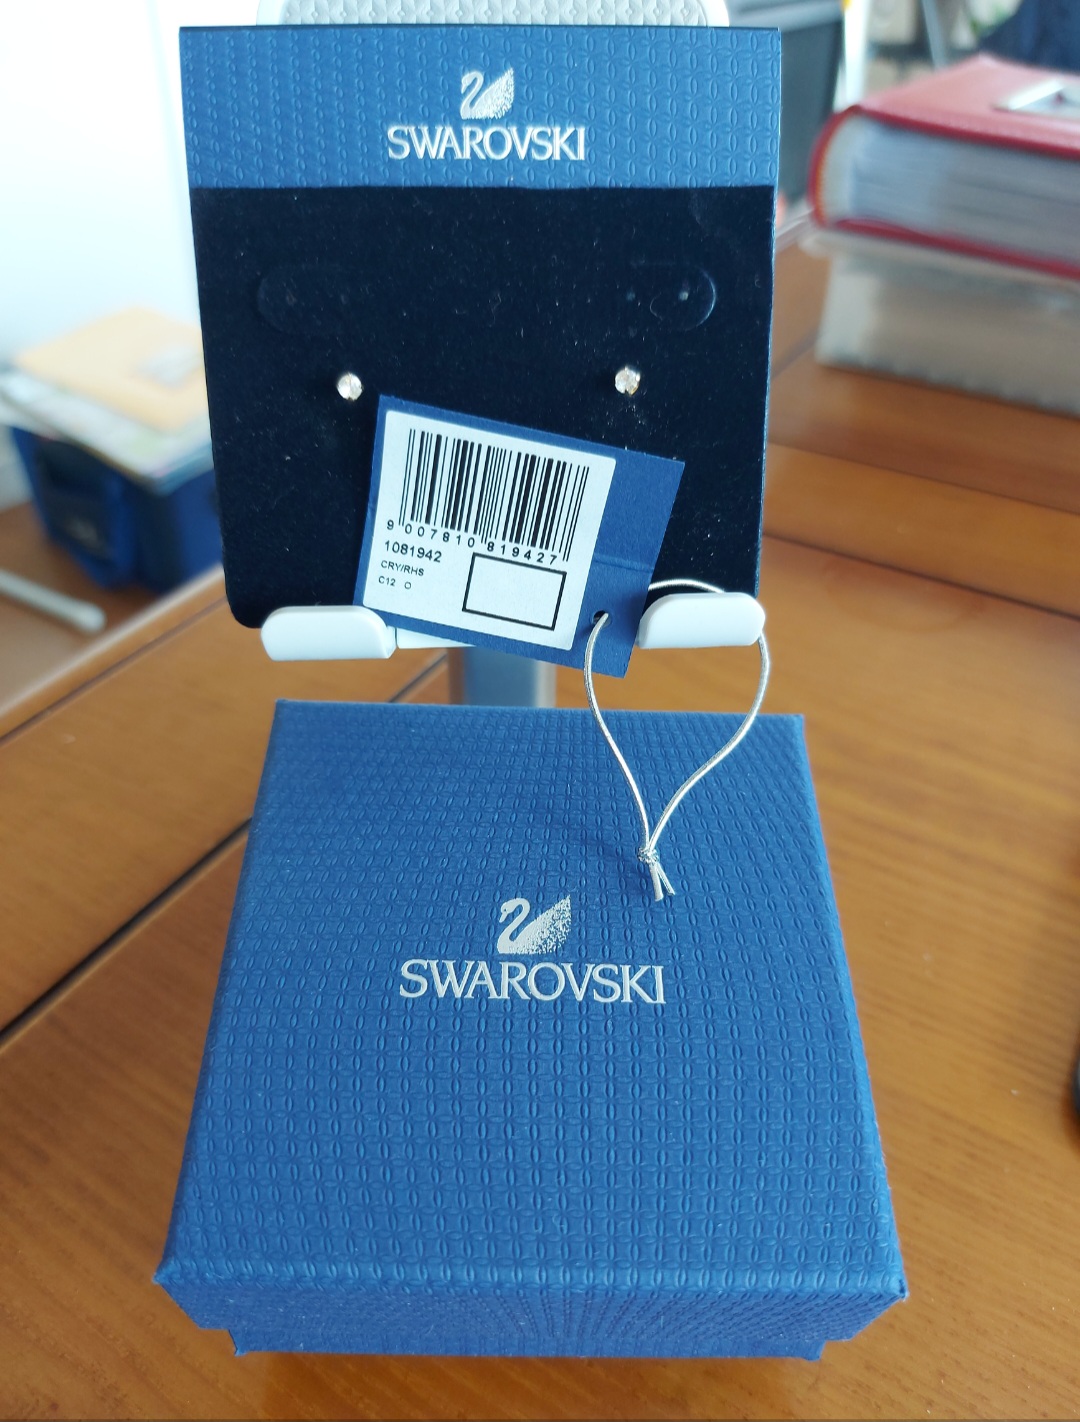 SWAROVSKI
9 007810 819427
1081942
CRY/RHS
C12 O
SWAROVSKI